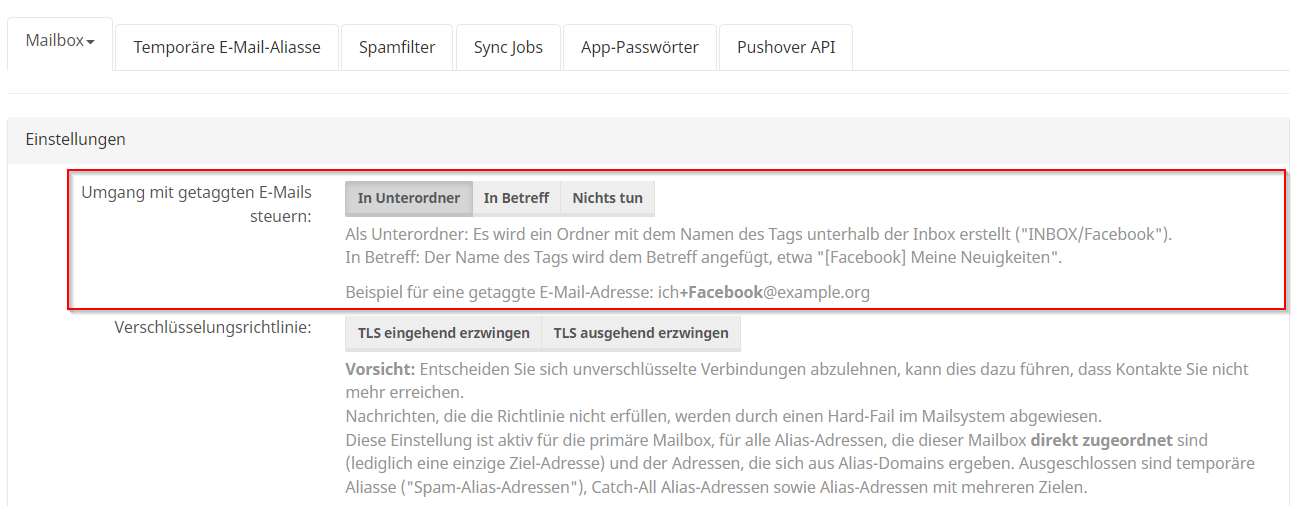 Mailbox
Temporäre E-Mail-Aliasse
Spamfilter
Sync Jobs
App-Passwörter
Pushover API
Einstellungen
Umgang mit getaggten E-Mails
steuern:
In Unterordner
In Betreff
Nichts tun
Als Unterordner: Es wird ein Ordner mit dem Namen des Tags unterhalb der Inbox erstellt ("INBOX/Facebook").
In Betreff: Der Name des Tags wird dem Betreff angefügt, etwa "[Facebook] Meine Neuigkeiten".
Beispiel für eine getaggte E-Mail-Adresse: ich+Facebook@example.org
Verschlüsselungsrichtlinie:
TLS eingehend erzwingen
TLS ausgehend erzwingen
Vorsicht: Entscheiden Sie sich unverschlüsselte Verbindungen abzulehnen, kann dies dazu führen, dass Kontakte Sie nicht
mehr erreichen.
Nachrichten, die die Richtlinie nicht erfüllen, werden durch einen Hard-Fail im Mailsystem abgewiesen.
Diese Einstellung ist aktiv für die primäre Mailbox, für alle Alias-Adressen, die dieser Mailbox direkt zugeordnet sind
(lediglich eine einzige Ziel-Adresse) und der Adressen, die sich aus Alias-Domains ergeben. Ausgeschlossen sind temporäre
Aliasse ("Spam-Alias-Adressen"), Catch-All Alias-Adressen sowie Alias-Adressen mit mehreren Zielen.